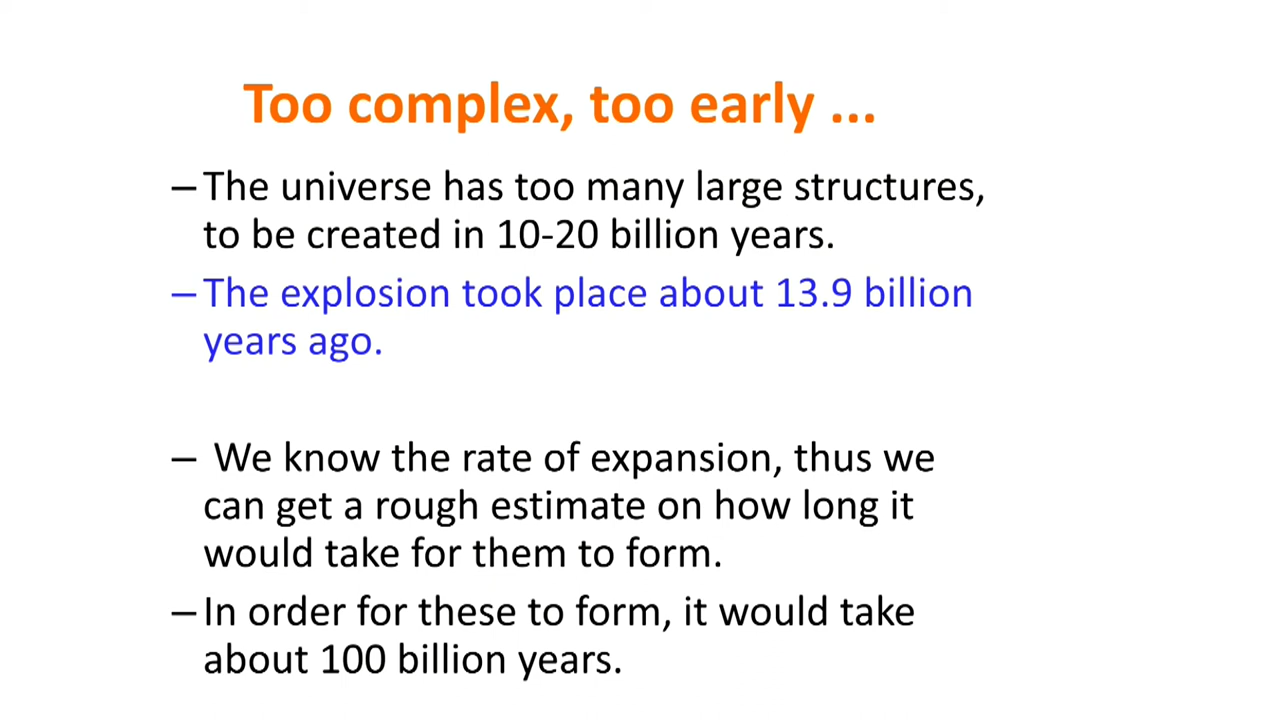 Too complex, too early ...
– The universe has too many large structures,
to be created in 10-20 billion years.
– The explosion took place about 13.9 billion
years ago.
– We know the rate of expansion, thus we
can get a rough estimate on how long it
would take for them to form.
– In order for these to form, it would take
about 100 billion years.